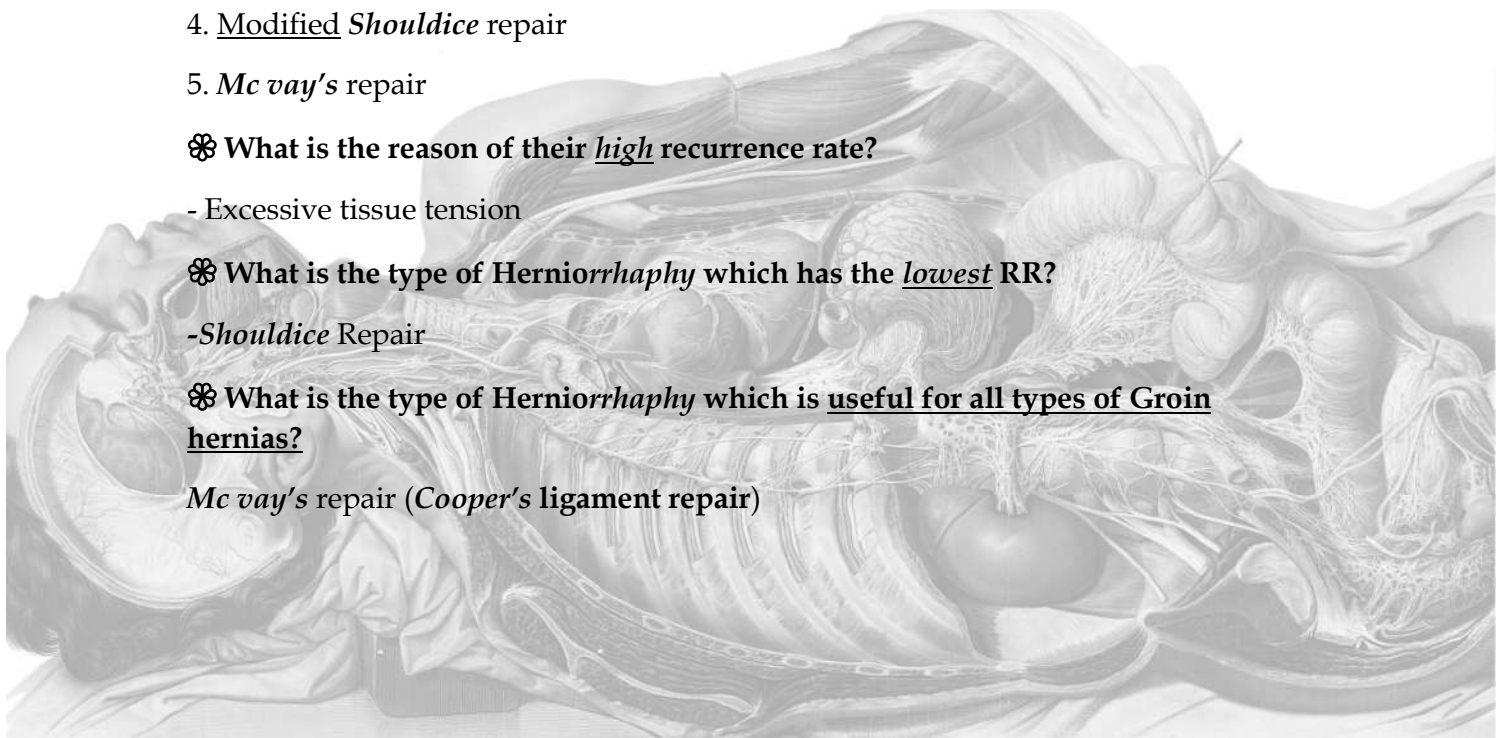 4. Modified Shouldice repair
5. Mc vay's repair
❀ What is the reason of their high recurrence rate?
- Excessive tissue tension
❀ What is the type of Herniorrhaphy which has the lowest RR?
-Shouldice Repair
❀ What is the type of Herniorrhaphy which is useful for all types of Groin
hernias?
Mc vay's repair (Cooper's ligament repair)